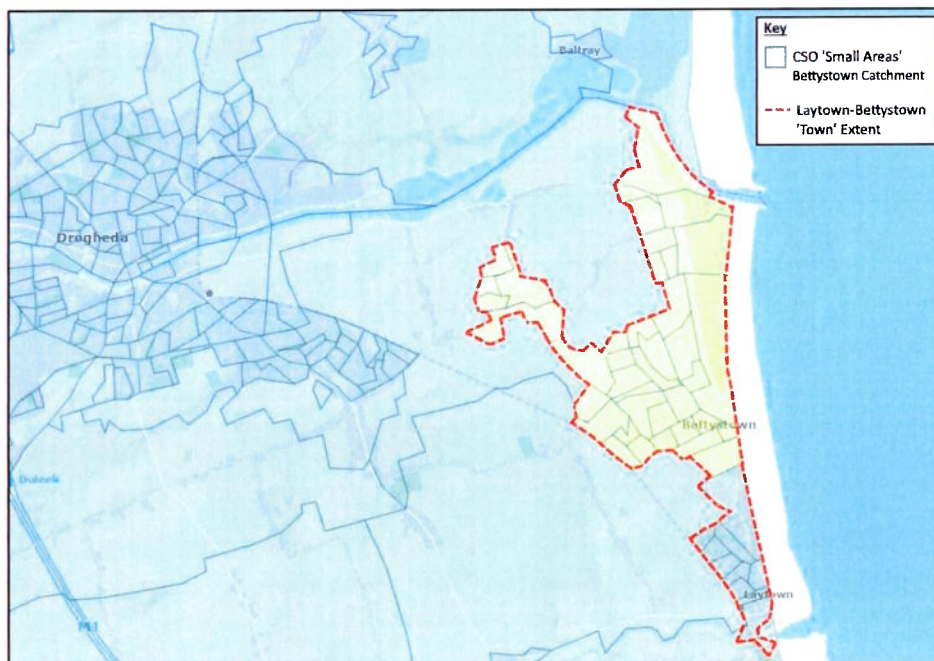 Key
CSO 'Small Areas'
Bettystown Catchment
Laytown-Bettystown
'Town' Extent
Baltray
Drogheda
Bettystown
Duleek
Laytown
M1